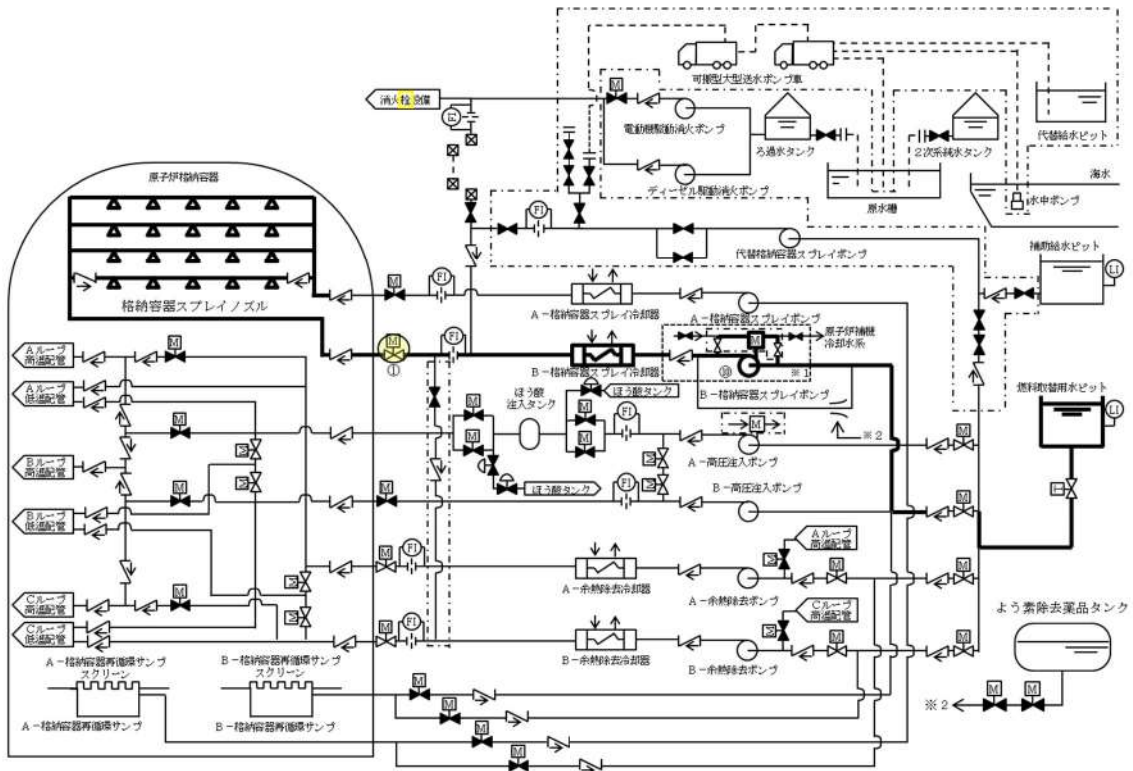 可搬型大型送水ポンプ車
消火栓設備
M
FI
電動機駆動消火ポンプ
ろ過水タンク
2次系純水タンク
代替給水ピット
海水
原子炉格納容器
ディーゼル駆動消火ポンプ
原水槽
水中ポンプ
FI
代替格納容器スプレイポンプ
補助給水ピット
LI
格納容器スプレイノズル
M
FI
A-格納容器スプレイ冷却器
A-格納容器スプレイポンプ
原子炉補機
冷却水系
M
FI
M
①
⑩
※1
B-格納容器スプレイ冷却器
B-格納容器スプレイポンプ
燃料取替用水ピット
LI
Aループ
高温配管
M
Aループ
低温配管
ほう酸
注入タンク
ほう酸タンク
M
M
M
M
FI
M
※2
M
A-高圧注入ポンプ
M
Bループ
高温配管
M
M
M
ほう酸タンク
M
M
FI
B-高圧注入ポンプ
M
Bループ
低温配管
M
Aループ
高温配管
M
FI
A-余熱除去冷却器
M
M
A-余熱除去ポンプ
M
M
Cループ
高温配管
M
M
Cループ
高温配管
Cループ
低温配管
M
FI
B-余熱除去冷却器
M
M
B-余熱除去ポンプ
M
よう素除去薬品タンク
A-格納容器再循環サンプ
スクリーン
B-格納容器再循環サンプ
スクリーン
M
M
M
※2
M
A-格納容器再循環サンプ
B-格納容器再循環サンプ
M
M